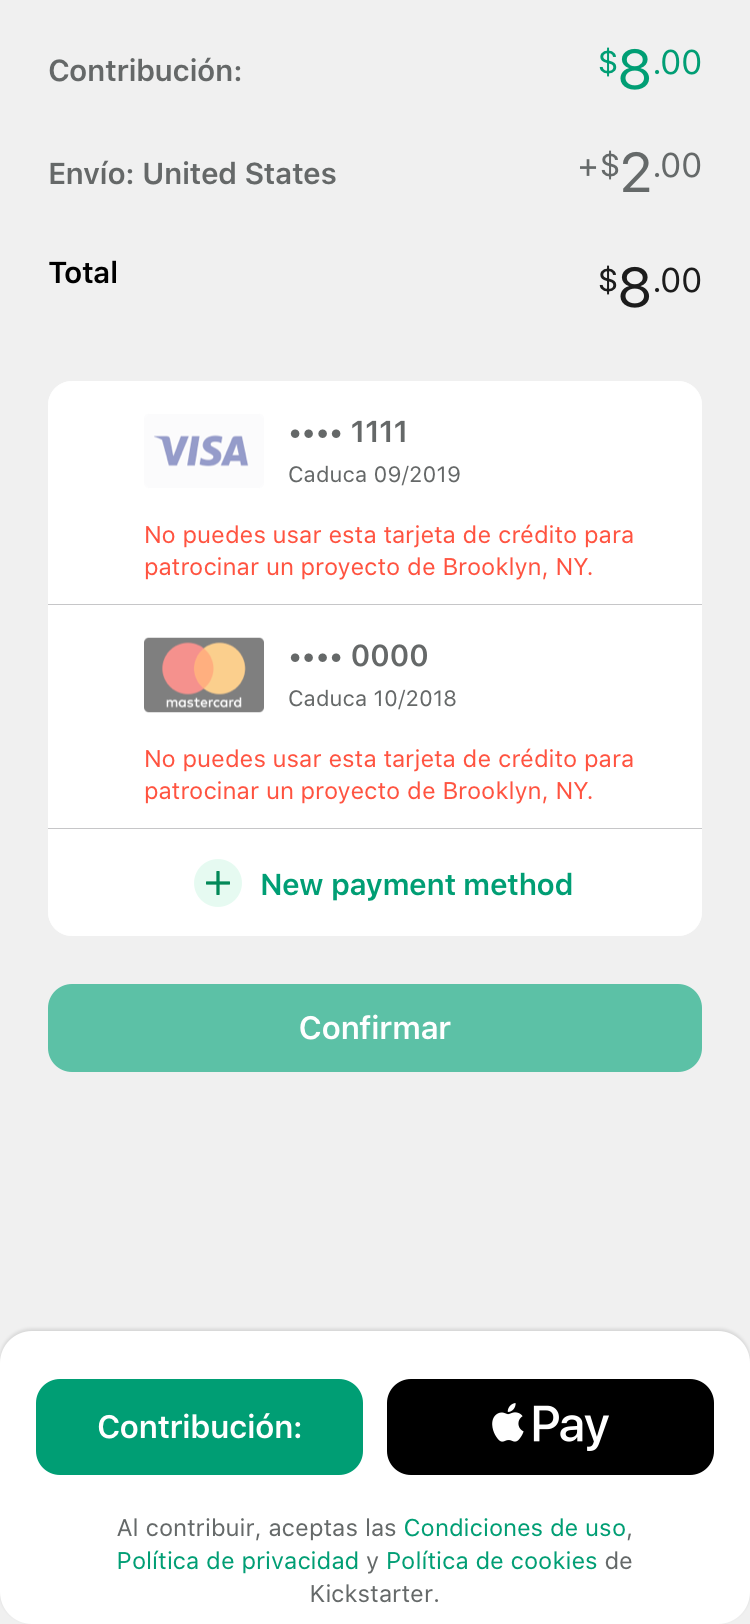 Contribución: $8.00
Envío: United States +$2.00
Total $8.00
VISA •••• 1111
Caduca 09/2019
No puedes usar esta tarjeta de crédito para
patrocinar un proyecto de Brooklyn, NY.
mastercard •••• 0000
Caduca 10/2018
No puedes usar esta tarjeta de crédito para
patrocinar un proyecto de Brooklyn, NY.
+ New payment method
Confirmar
Contribución: Pay
Al contribuir, aceptas las Condiciones de uso,
Política de privacidad y Política de cookies de
Kickstarter.